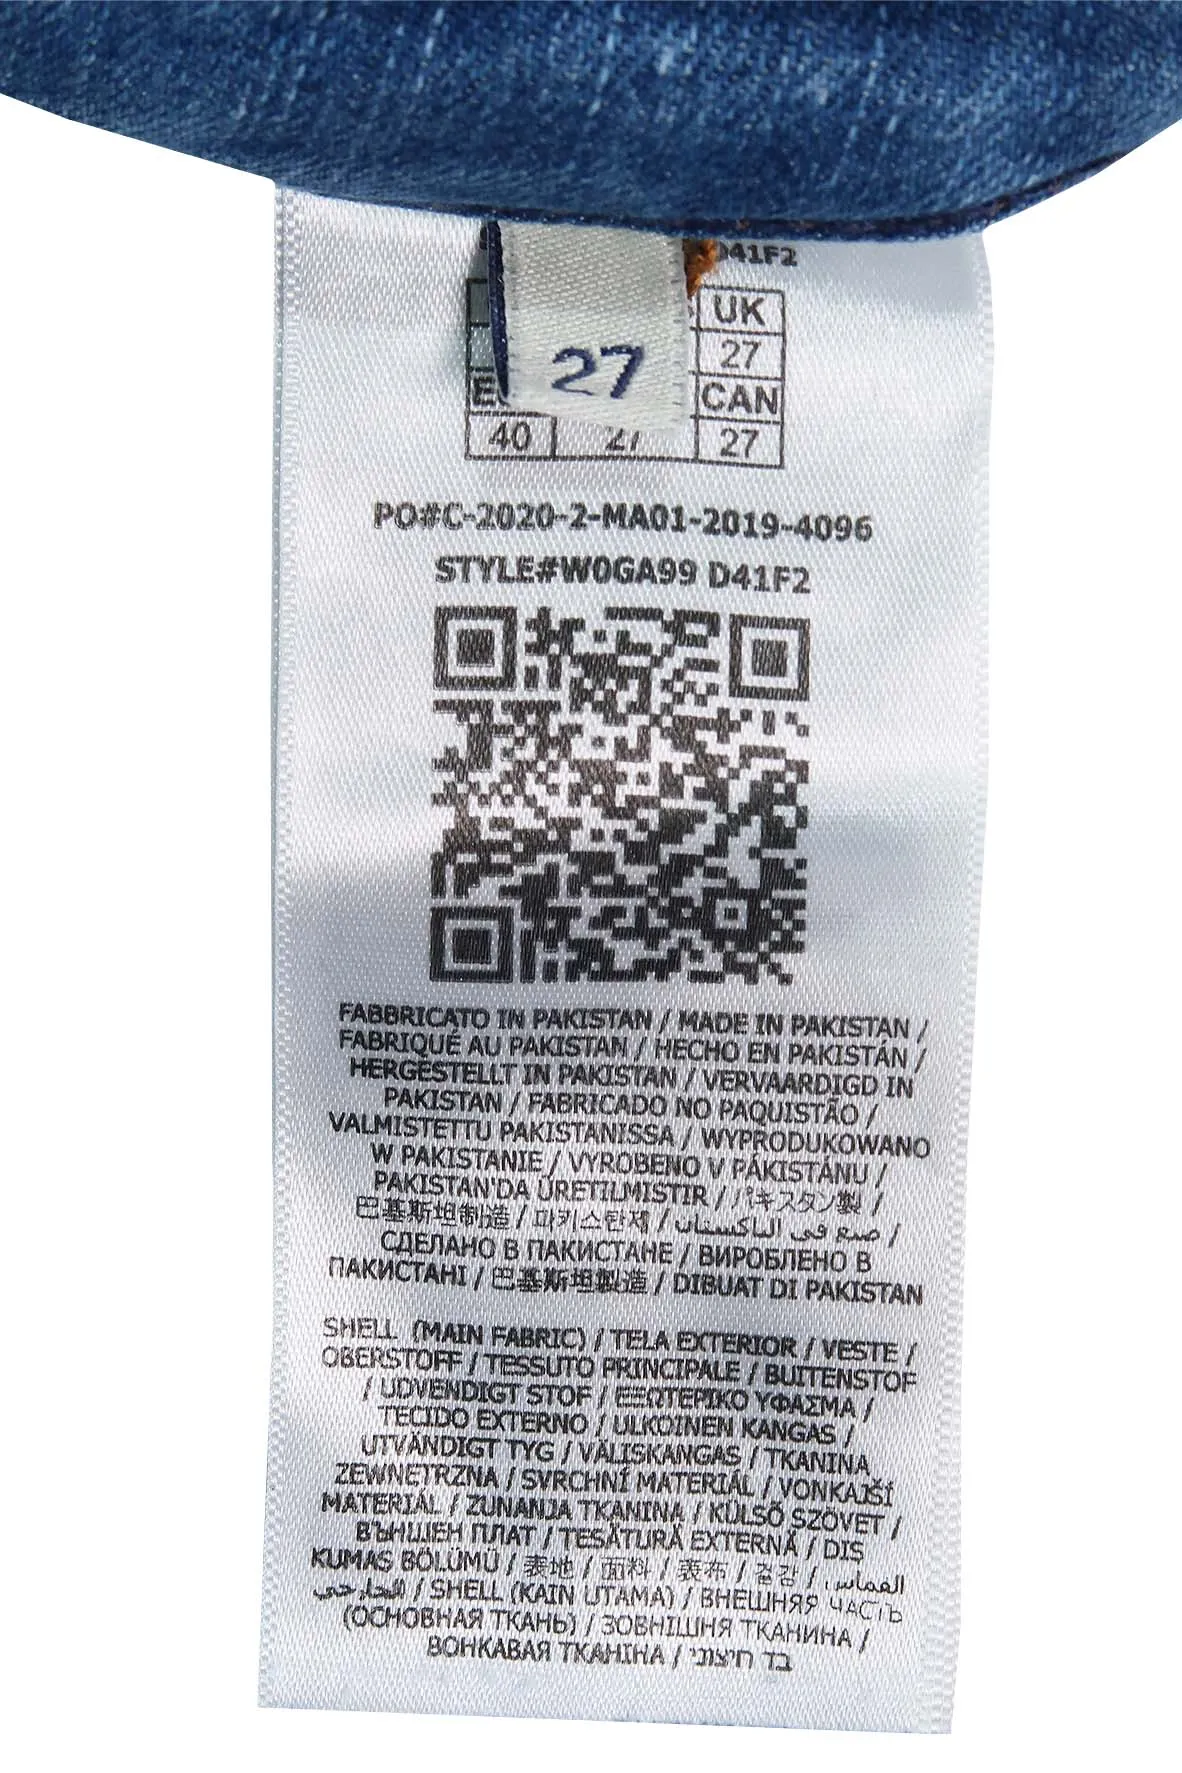 D41F2
UK
27
27
CAN
40 27 27
PO#C-2020-2-MA01-2019-4096
STYLE#W0GA99 D41F2
FABBRICATO IN PAKISTAN / MADE IN PAKISTAN /
FABRIQUÉ AU PAKISTAN / HECHO EN PAKISTÁN /
HERGESTELLT IN PAKISTAN / VERVAARDIGD IN
PAKISTAN / FABRICADO NO PAQUISTÃO /
VALMISTETTU PAKISTANISSA / WYPRODUKOWANO
W PAKISTANIE / VYROBENO V PÁKISTÁNU /
PAKISTAN'DA ÜRETILMISTIR / パキスタン製 /
巴基斯坦制造 / 파키스탄제 / صنع في الباكستان /
СДЕЛАНО В ПАКИСТАНЕ / ВИРОБЛЕНО В
ПАКИСТАНІ / 巴基斯坦製造 / DIBUAT DI PAKISTAN
SHELL (MAIN FABRIC) / TELA EXTERIOR / VESTE /
OBERSTOFF / TESSUTO PRINCIPALE / BUITENSTOF
/ UDVENDIGT STOF / ΕΞΩΤΕΡΙΚΟ ΥΦΑΣΜΑ /
TECIDO EXTERNO / ULKOINEN KANGAS /
UTVÄNDIGT TYG / VÄLISKANGAS / TKANINA
ZEWNETRZNA / SVRCHNÍ MATERIÁL / VONKAJŠÍ
MATERIÁL / ZUNANJA TKANINA / KÜLSŐ SZÖVET /
ВЪНШЕН ПЛАТ / TESĂTURĂ EXTERNĂ / DIS
KUMAS BÖLÜMÜ / 表地 / 面料 / 表布 / 겉감 / القماش
الخارجي / SHELL (KAIN UTAMA) / ВНЕШНЯЯ ЧАСТЬ
(ОСНОВНАЯ ТКАНЬ) / ЗОВНІШНЯ ТКАНИНА /
ВОНКАВАЯ ТКАНІНА / בד חיצוני